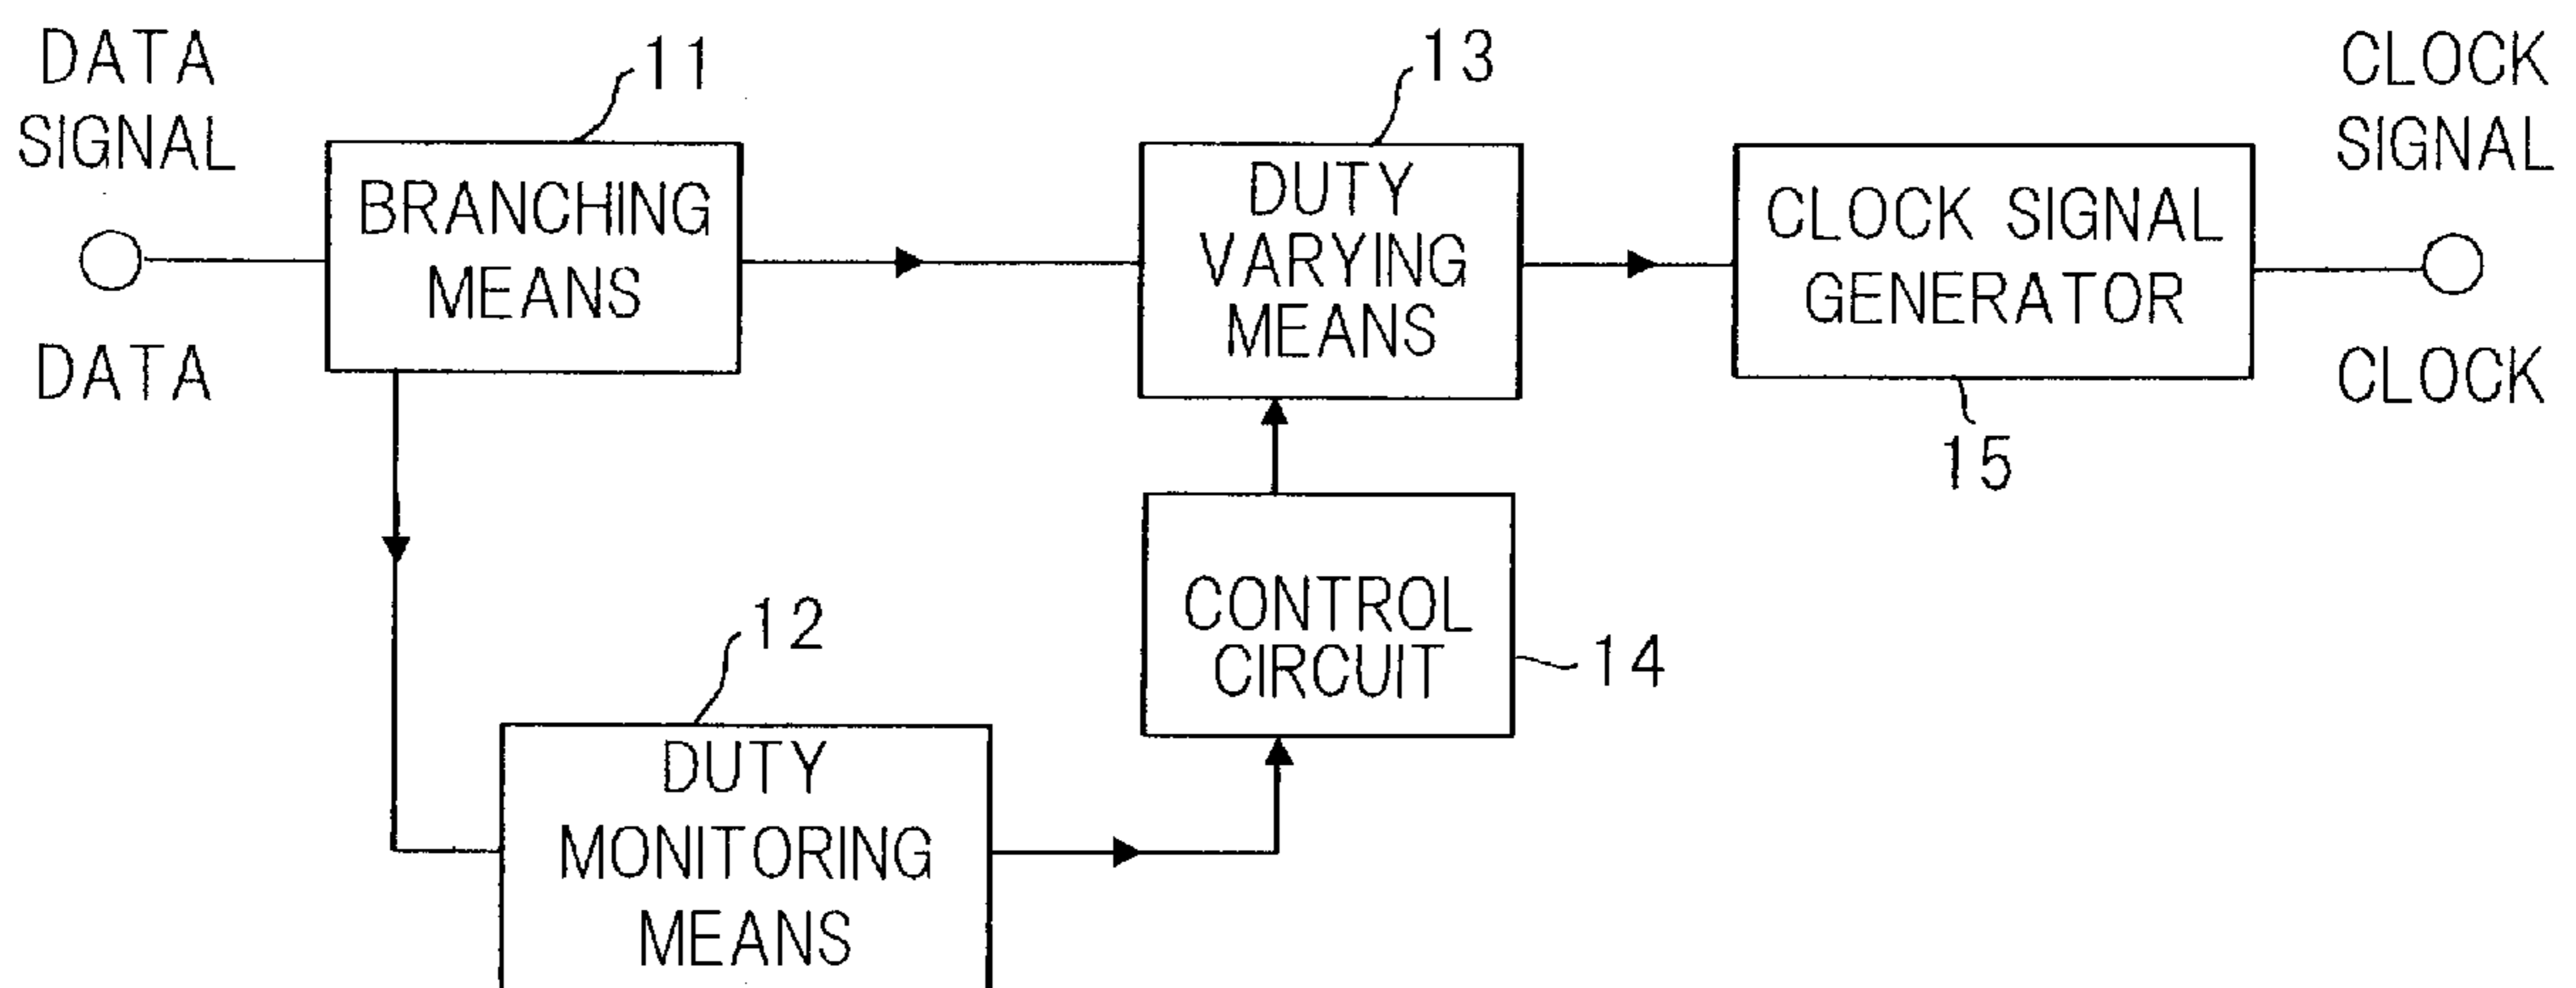 DATA
SIGNAL
DATA
11
BRANCHING
MEANS
13
DUTY
VARYING
MEANS
CLOCK SIGNAL
GENERATOR
15
CLOCK
SIGNAL
CLOCK
12
DUTY
MONITORING
MEANS
CONTROL
CIRCUIT
14